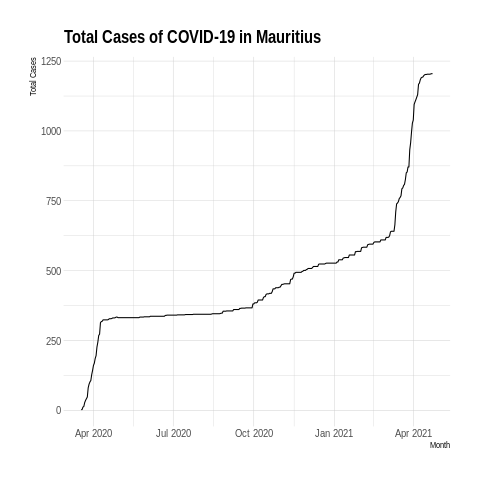 Total Cases of COVID-19 in Mauritius
Total Cases
1250
1000
750
500
250
0
Apr 2020 Jul 2020 Oct 2020 Jan 2021 Apr 2021
Month